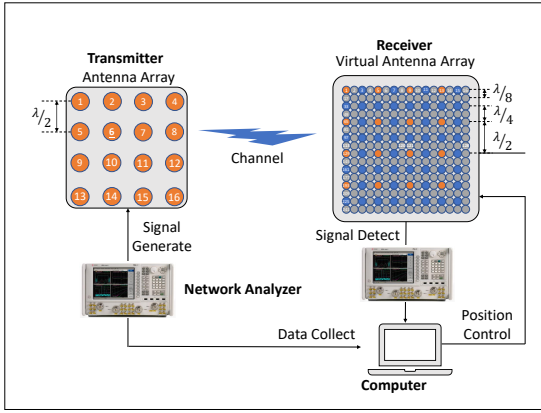 Transmitter
Antenna Array
Receiver
Virtual Antenna Array
1 2 3 4
5 6 7 8
9 10 11 12
13 14 15 16
λ/2
λ/8
λ/4
λ/2
Channel
Signal
Generate
Signal Detect
Network Analyzer
Data Collect
Position
Control
Computer